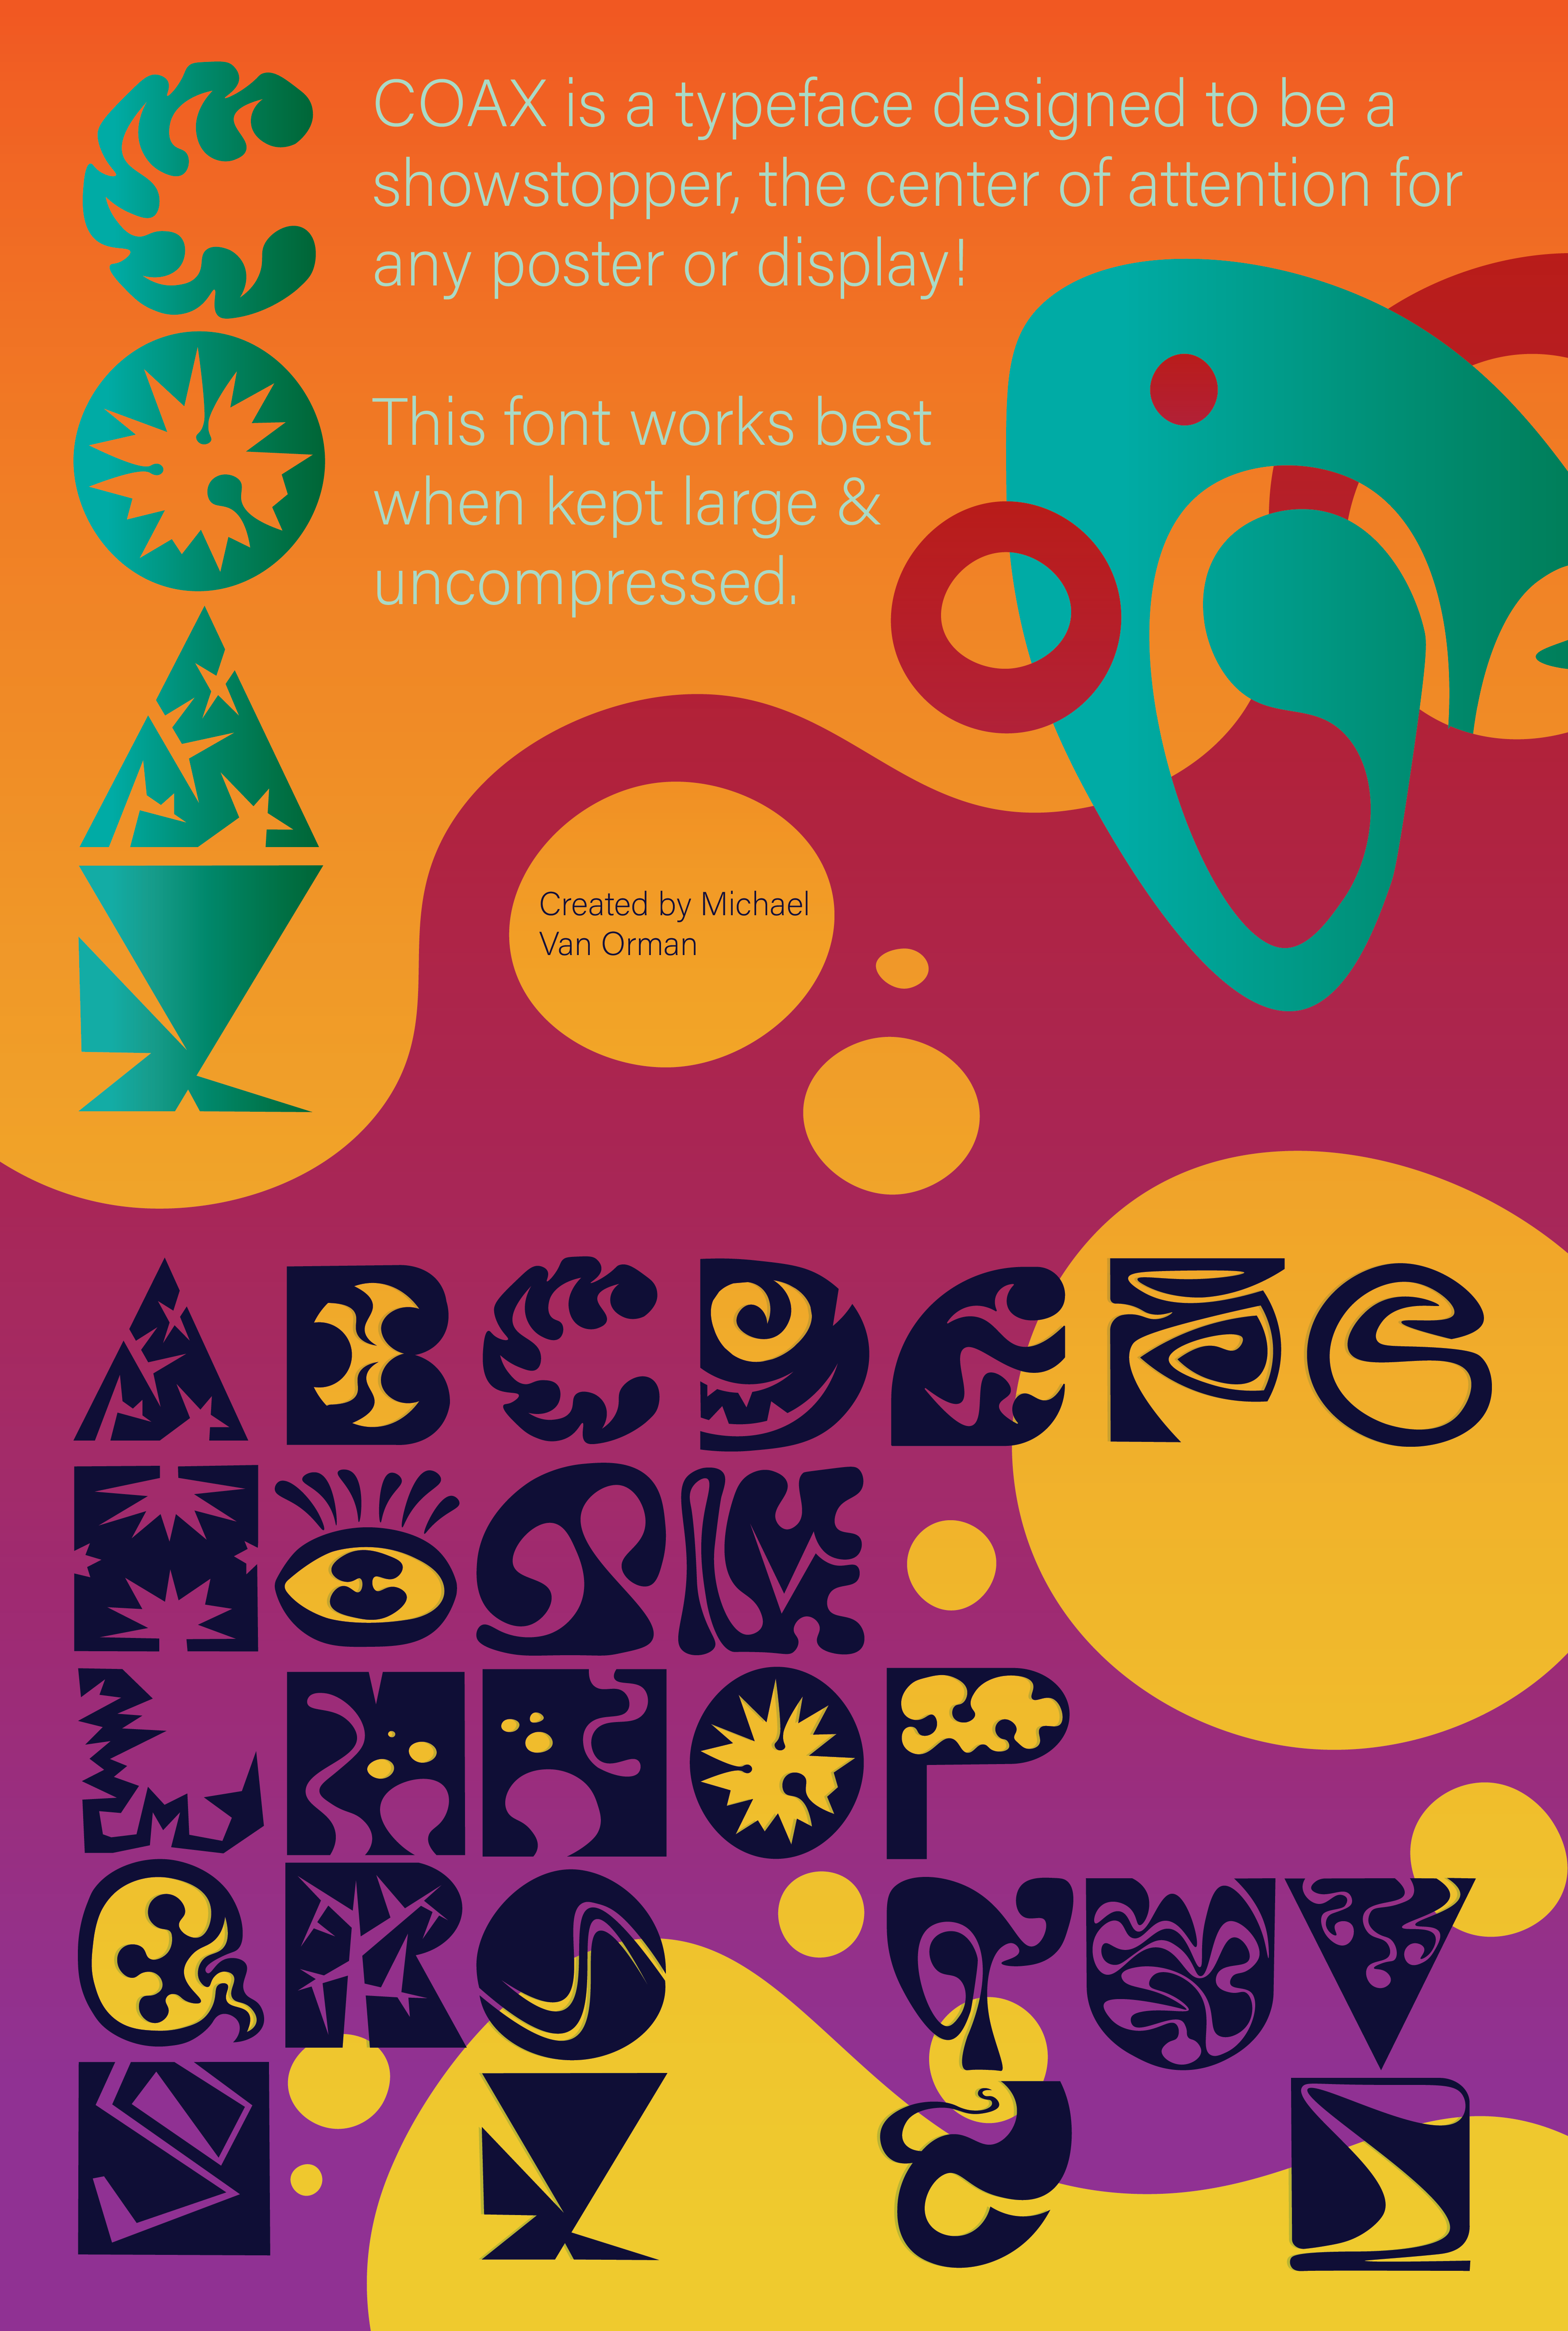 COAX
COAX is a typeface designed to be a
showstopper, the center of attention for
any poster or display!
This font works best
when kept large &
uncompressed.
Created by Michael
Van Orman
A B C D E F G
H I J K
L M N O P
Q R S T U V
W X Y Z